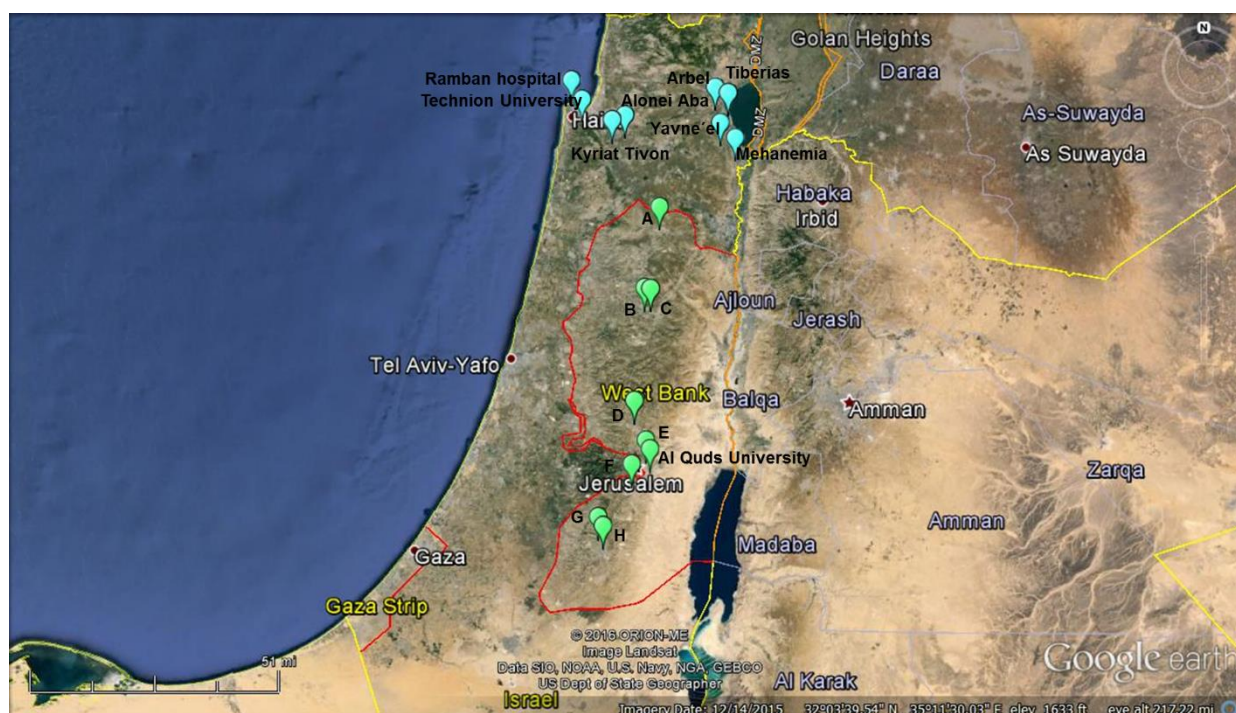 N
Golan Heights
Daraa
Ramban hospital
Arbel
Tiberias
Technion University
Alonei Aba
As-Suwayda
Hai
Yavne´el
Kyriat Tivon
Mehanemia
As Suwayda
DMZ
DMZ
Habaka
Irbid
A
B
C
Ajloun
Jerash
Tel Aviv-Yafo
West Bank
Balqa
Amman
D
E
Al Quds University
F
Jerusalem
Zarqa
G
H
Amman
Madaba
Gaza
Gaza Strip
51 mi
© 2016 ORION-ME
Image Landsat
Data SIO, NOAA, U.S. Navy, NGA, GEBCO
US Dept of State Geographer
Google earth
Israel
Al Karak
Imagery Date: 12/14/2015 32°03'39.54" N 35°11'30.03" E elev 1633 ft eye alt 217.22 mi